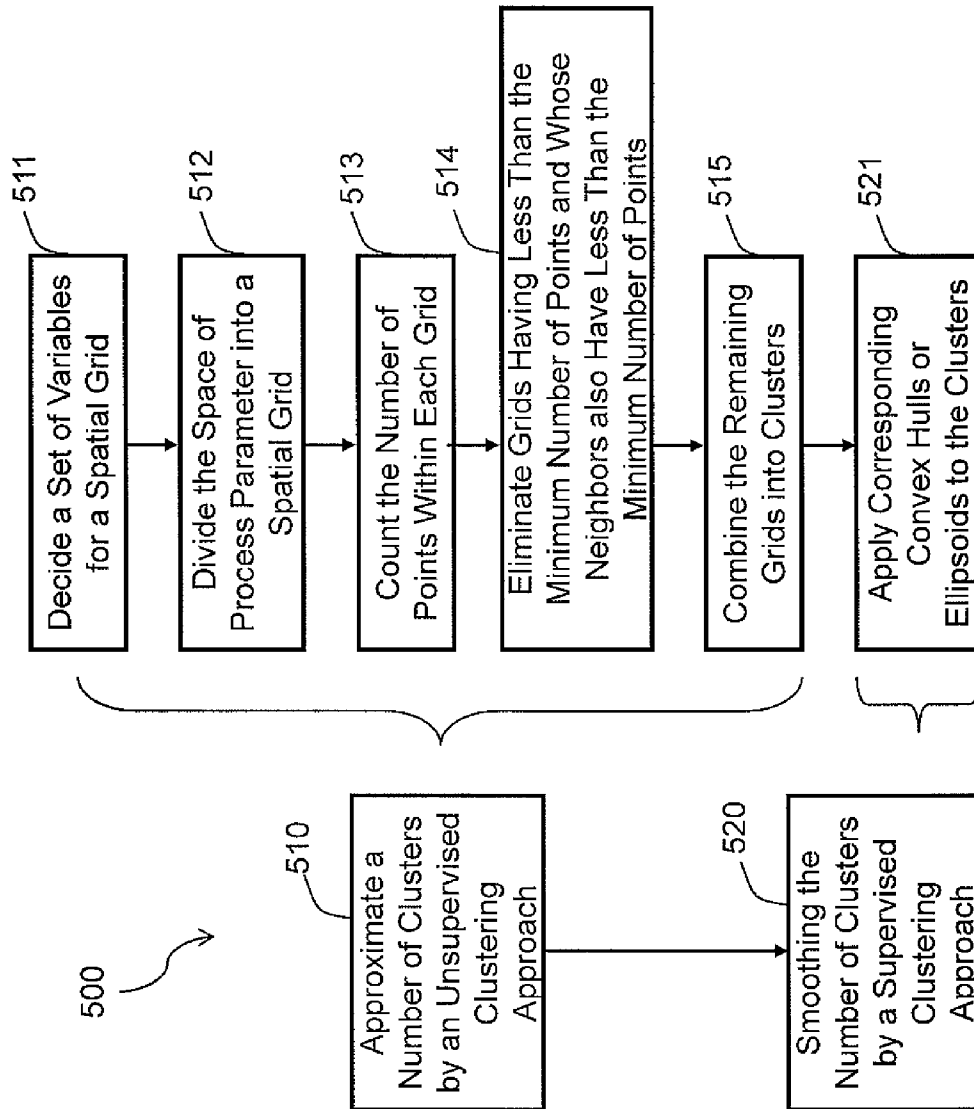 500
510
Approximate a
Number of Clusters
by an Unsupervised
Clustering
Approach
520
Smoothing the
Number of Clusters
by a Supervised
Clustering
Approach
511
Decide a Set of Variables
for a Spatial Grid
512
Divide the Space of
Process Parameter into a
Spatial Grid
513
Count the Number of
Points Within Each Grid
514
Eliminate Grids Having Less Than the
Minimum Number of Points and Whose
Neighbors also Have Less Than the
Minimum Number of Points
515
Combine the Remaining
Grids into Clusters
521
Apply Corresponding
Convex Hulls or
Ellipsoids to the Clusters